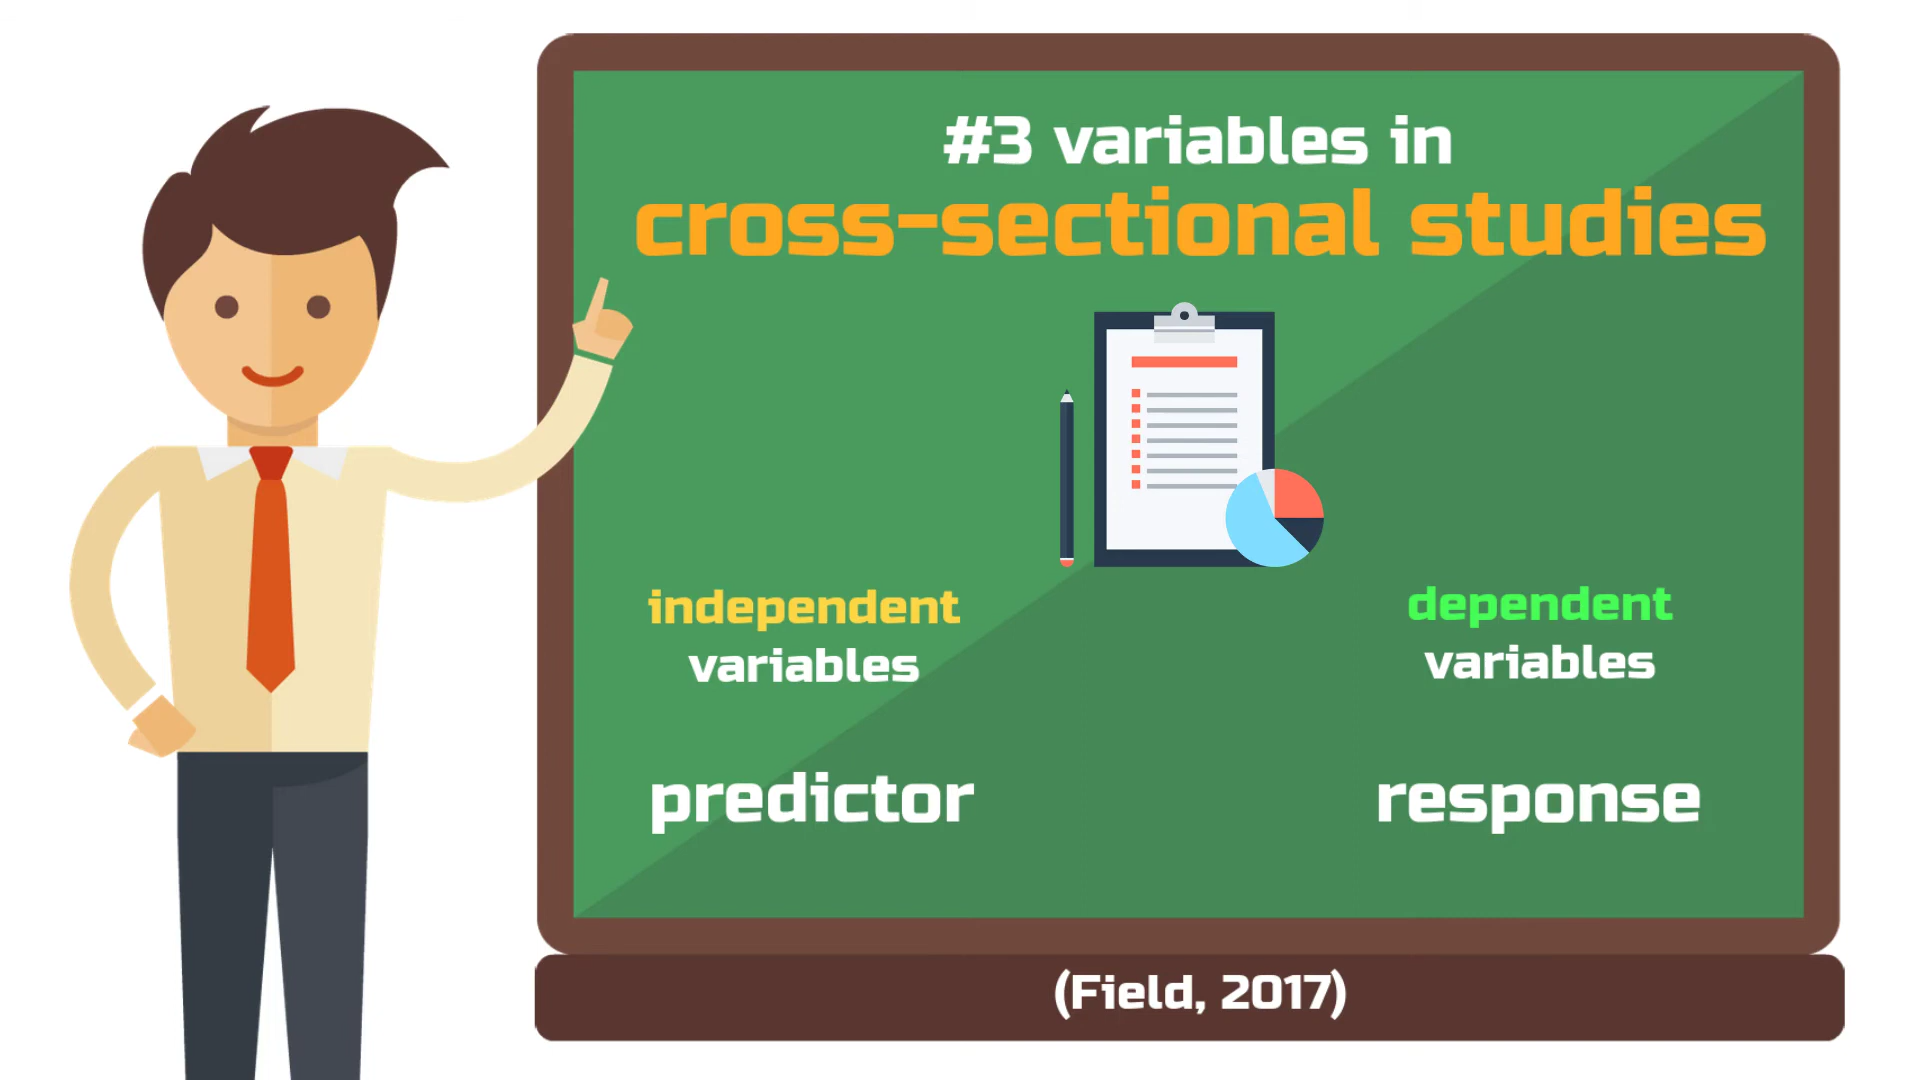 #3 variables in
cross-sectional studies
independent
variables
dependent
variables
predictor
response
(Field, 2017)